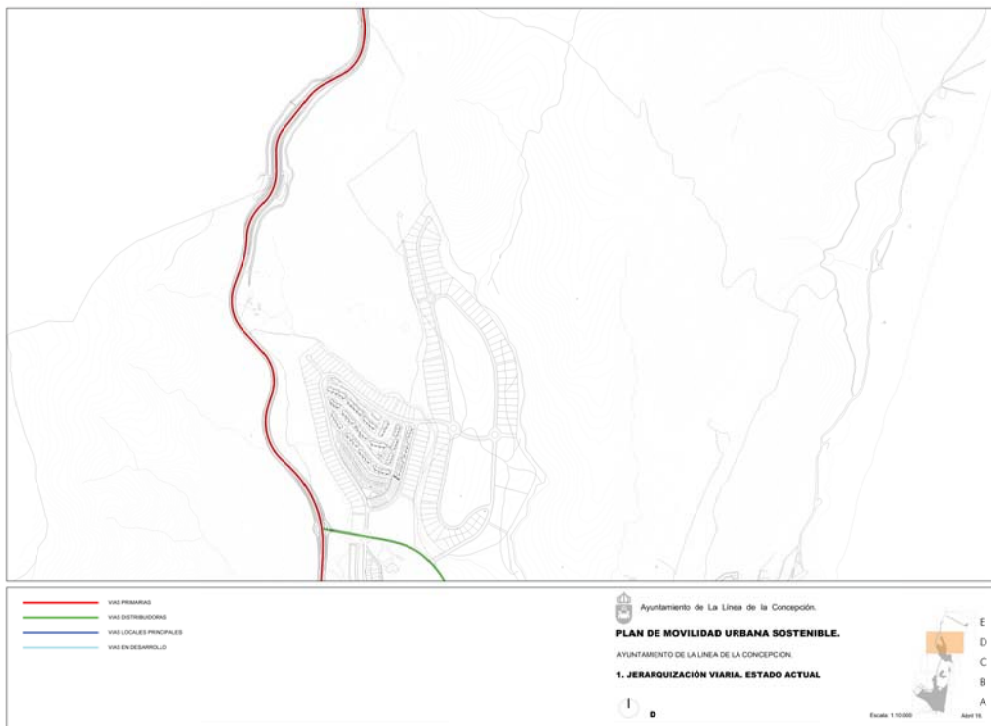 VIAS PRIMARIAS
VIAS DISTRIBUIDORAS
VIAS LOCALES PRINCIPALES
VIAS EN DESARROLLO
Ayuntamiento de La Línea de la Concepción.
PLAN DE MOVILIDAD URBANA SOSTENIBLE.
AYUNTAMIENTO DE LA LINEA DE LA CONCEPCION.
1. JERARQUIZACIÓN VIARIA. ESTADO ACTUAL
D
E
D
C
B
A
Escala: 1:10.000
Abril 16.